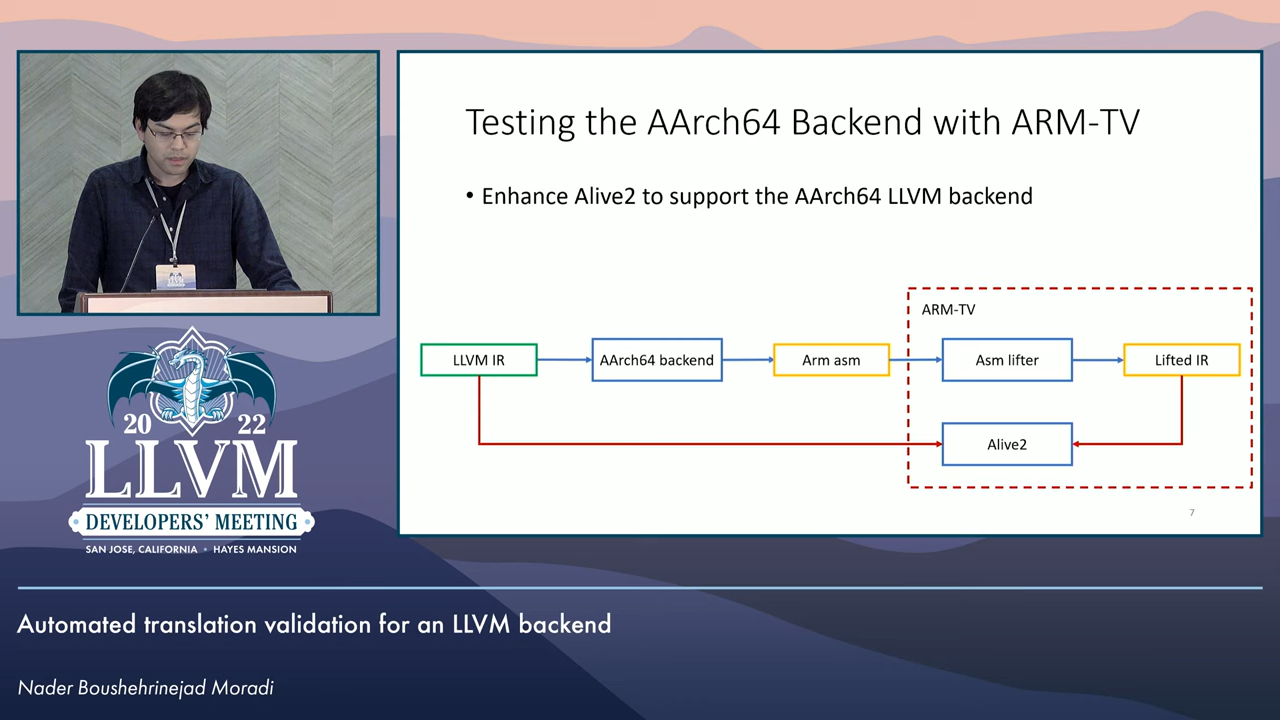 Testing the AArch64 Backend with ARM-TV
• Enhance Alive2 to support the AArch64 LLVM backend
ARM-TV
LLVM IR
AArch64 backend
Arm asm
Asm lifter
Lifted IR
Alive2
7
20 22
LLVM
DEVELOPERS' MEETING
SAN JOSE, CALIFORNIA • HAYES MANSION
Automated translation validation for an LLVM backend
Nader Boushehrinejad Moradi